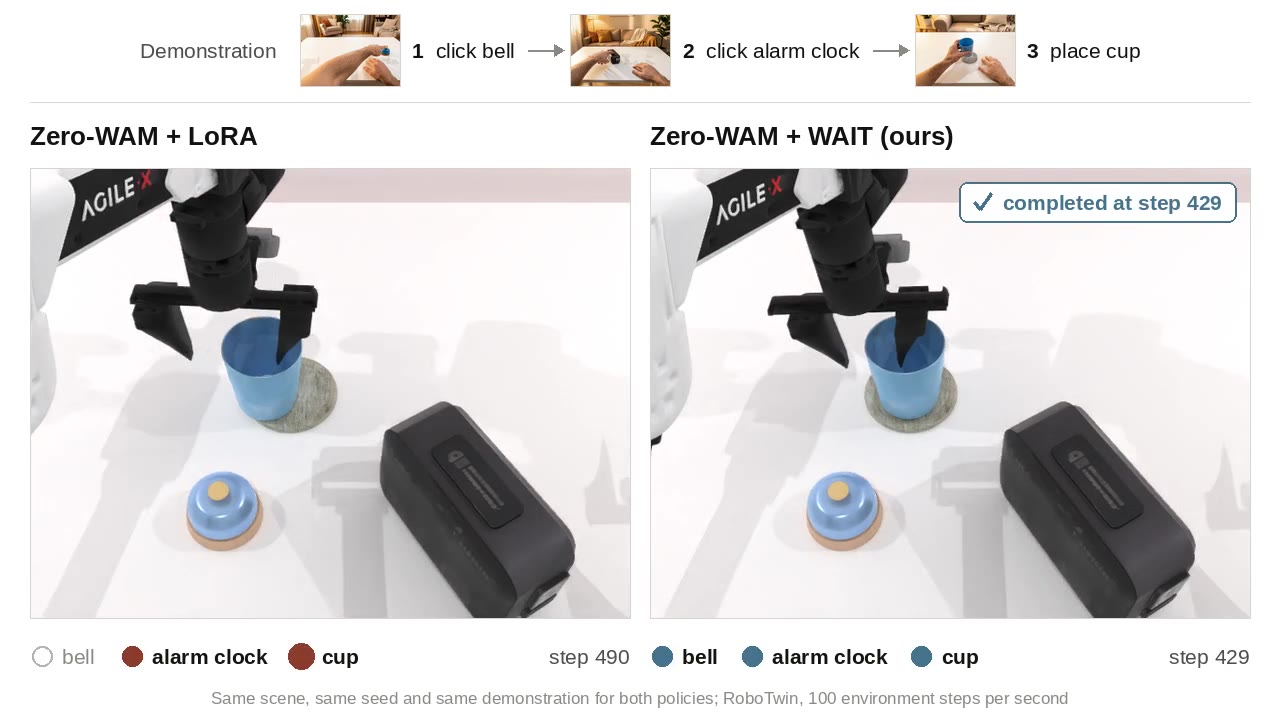 Demonstration
1 click bell
2 click alarm clock
3 place cup
Zero-WAM + LoRA
Zero-WAM + WAIT (ours)
AGILE X
AGILE X
completed at step 429
bell
alarm clock
cup
step 490
bell
alarm clock
cup
step 429
Same scene, same seed and same demonstration for both policies; RoboTwin, 100 environment steps per second